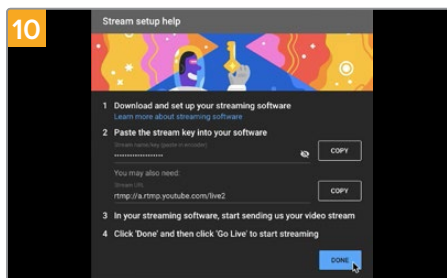 10
Stream setup help
1 Download and set up your streaming software
Learn more about streaming software
2 Paste the stream key into your software
Stream name/key (paste in encoder)
••••••••••••••••••••
COPY
You may also need:
Stream URL
rtmp://a.rtmp.youtube.com/live2
COPY
3 In your streaming software, start sending us your video stream
4 Click 'Done' and then click 'Go Live' to start streaming
DONE